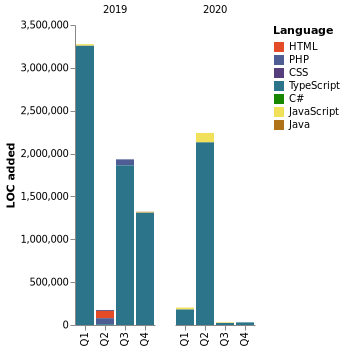 2019 2020
3,500,000
3,000,000
2,500,000
2,000,000
1,500,000
1,000,000
500,000
0
LOC added
Q1 Q2 Q3 Q4 Q1 Q2 Q3 Q4
Language
HTML
PHP
CSS
TypeScript
C#
JavaScript
Java